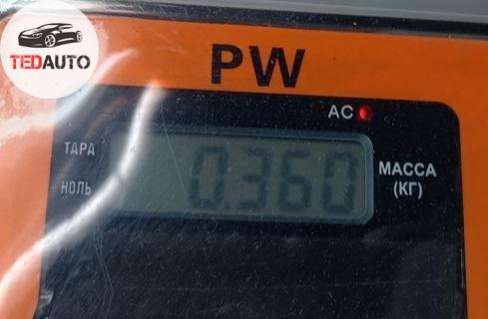 TEDAUTO
PW
AC
ТАРА
НОЛЬ
0.360
МАССА
(КГ)